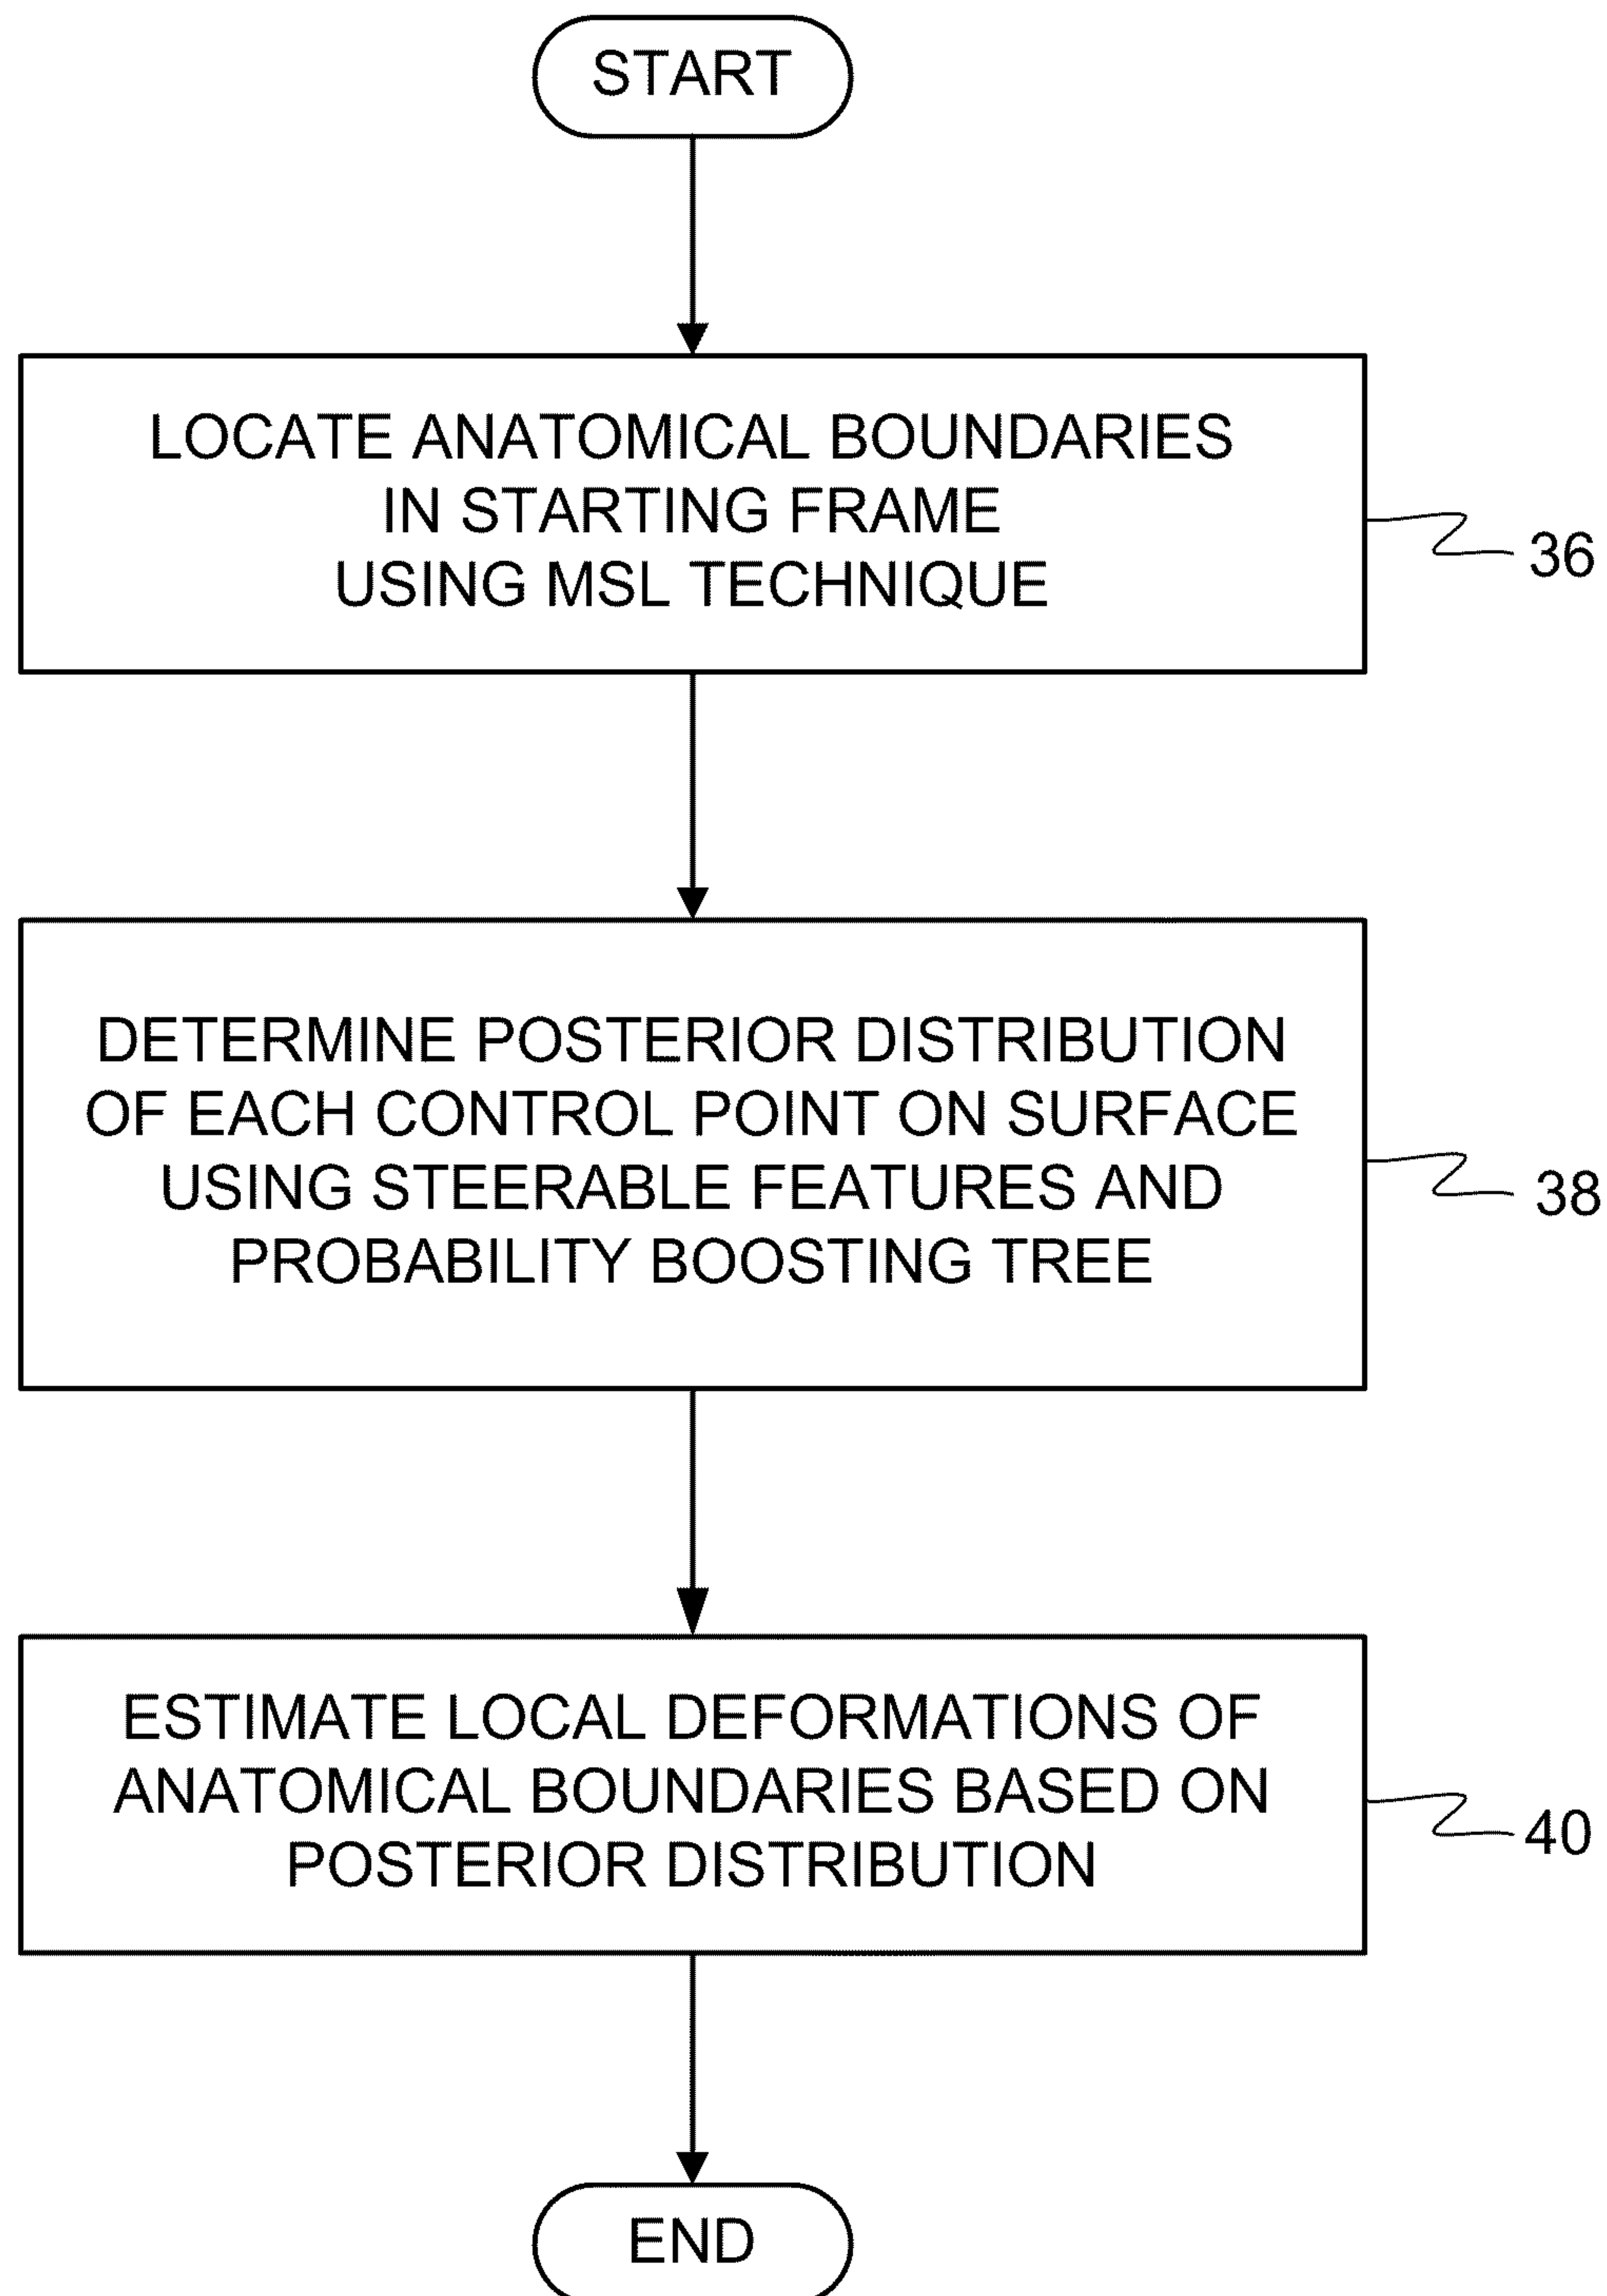 START
LOCATE ANATOMICAL BOUNDARIES
IN STARTING FRAME
USING MSL TECHNIQUE
36
DETERMINE POSTERIOR DISTRIBUTION
OF EACH CONTROL POINT ON SURFACE
USING STEERABLE FEATURES AND
PROBABILITY BOOSTING TREE
38
ESTIMATE LOCAL DEFORMATIONS OF
ANATOMICAL BOUNDARIES BASED ON
POSTERIOR DISTRIBUTION
40
END